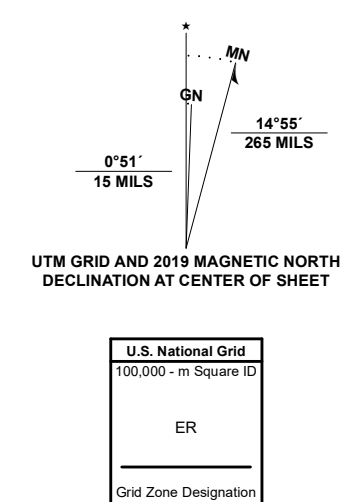 ★
MN
GN
14°55´
265 MILS
0°51´
15 MILS
UTM GRID AND 2019 MAGNETIC NORTH
DECLINATION AT CENTER OF SHEET
U.S. National Grid
100,000 - m Square ID
ER
Grid Zone Designation